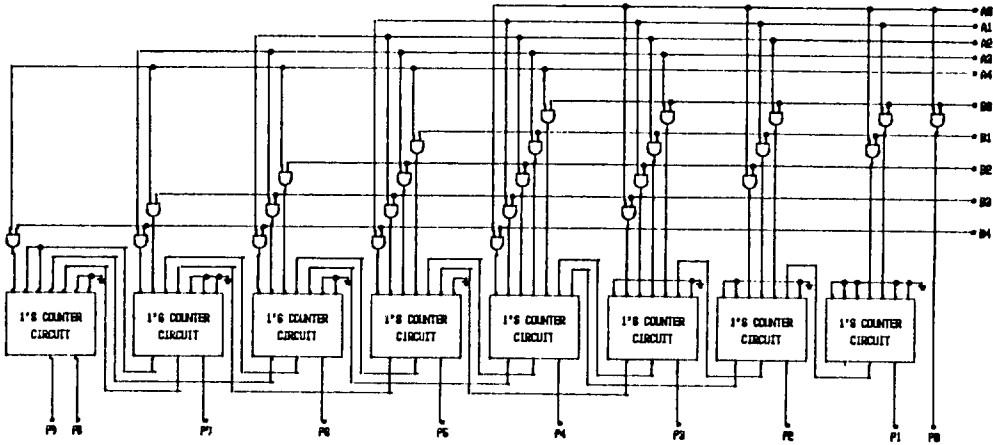 A0
A1
A2
A3
A4
B0
B1
B2
B3
B4
1'S COUNTER CIRCUIT
1'S COUNTER CIRCUIT
1'S COUNTER CIRCUIT
1'S COUNTER CIRCUIT
1'S COUNTER CIRCUIT
1'S COUNTER CIRCUIT
1'S COUNTER CIRCUIT
1'S COUNTER CIRCUIT
P9 P8 P7 P6 P5 P4 P3 P2 P1 P0